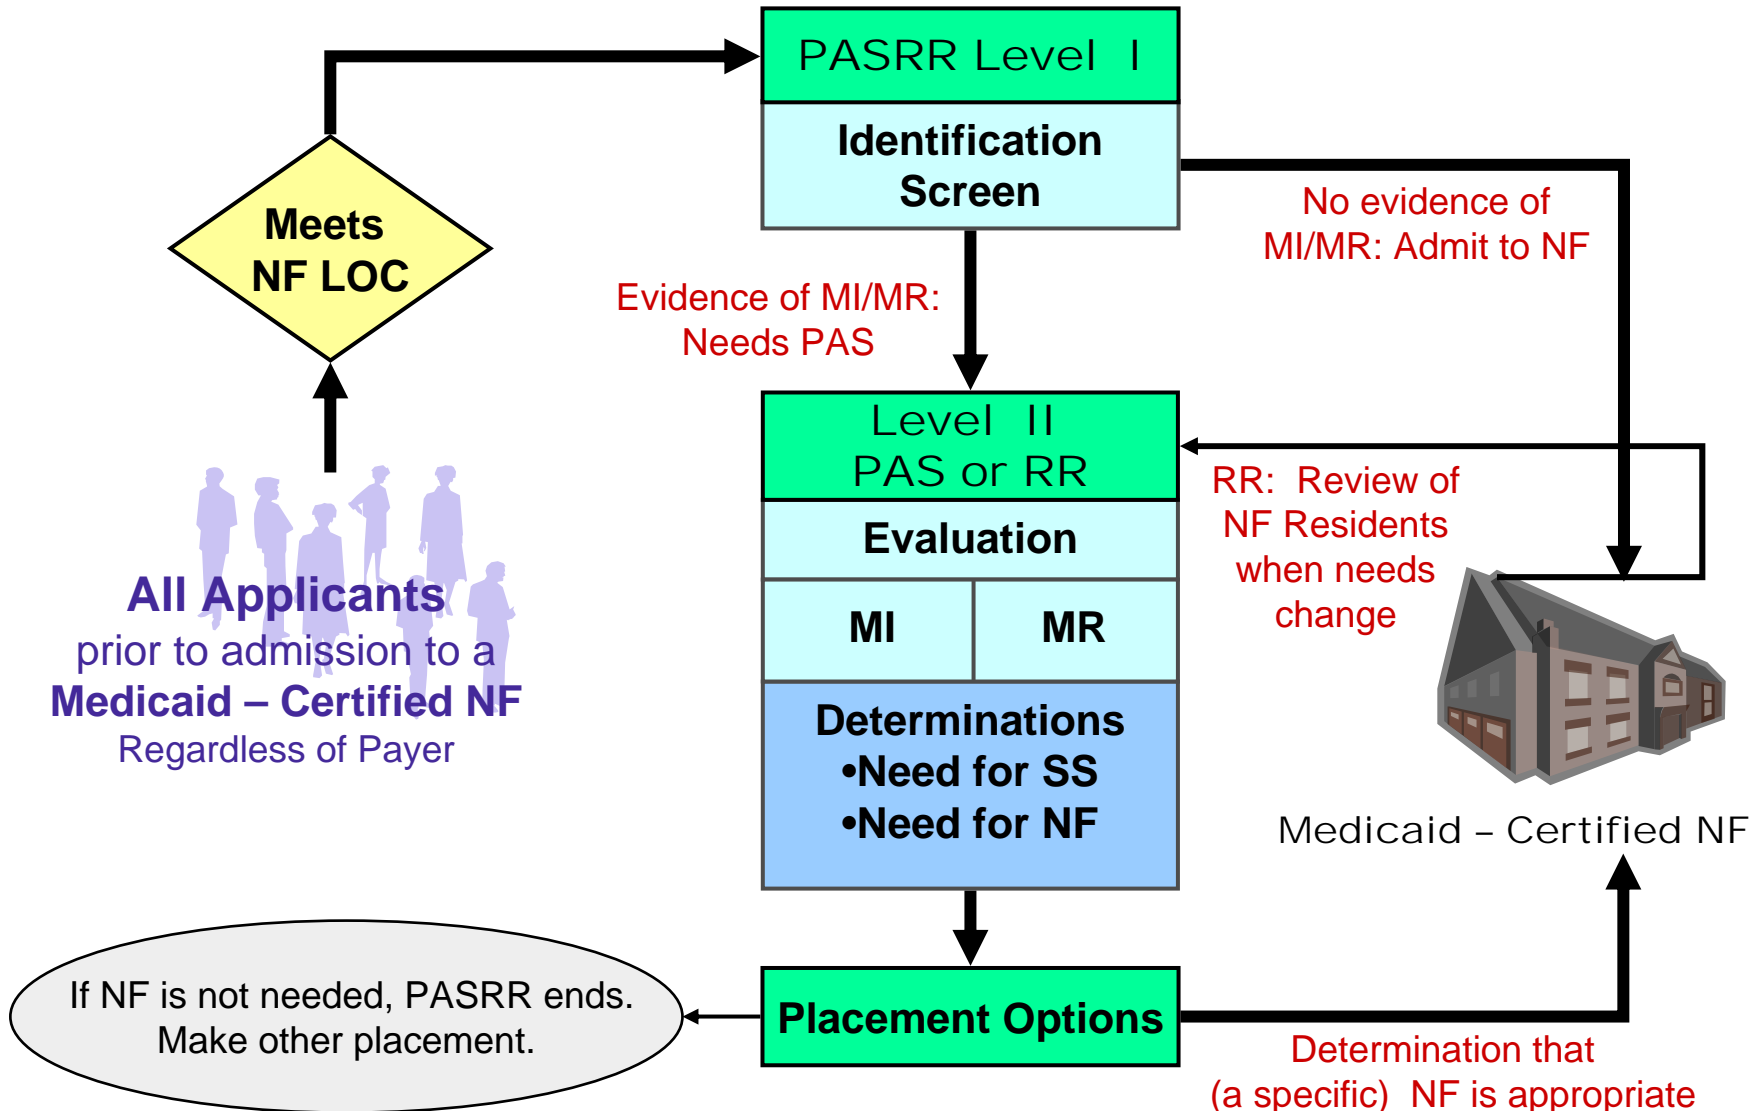 PASRR Level I
Identification
Screen
Meets
NF LOC
No evidence of
MI/MR: Admit to NF
Evidence of MI/MR:
Needs PAS
Level II
PAS or RR
Evaluation
MI
MR
RR: Review of
NF Residents
when needs
change
All Applicants
prior to admission to a
Medicaid – Certified NF
Regardless of Payer
Determinations
•Need for SS
•Need for NF
Medicaid – Certified NF
If NF is not needed, PASRR ends.
Make other placement.
Placement Options
Determination that
(a specific) NF is appropriate